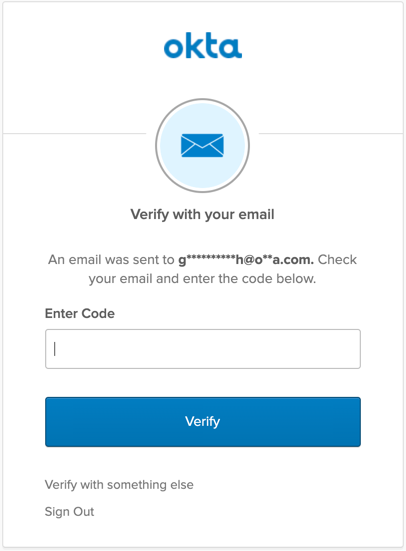 okta
Verify with your email
An email was sent to g**********h@o**a.com. Check
your email and enter the code below.
Enter Code
Verify
Verify with something else
Sign Out